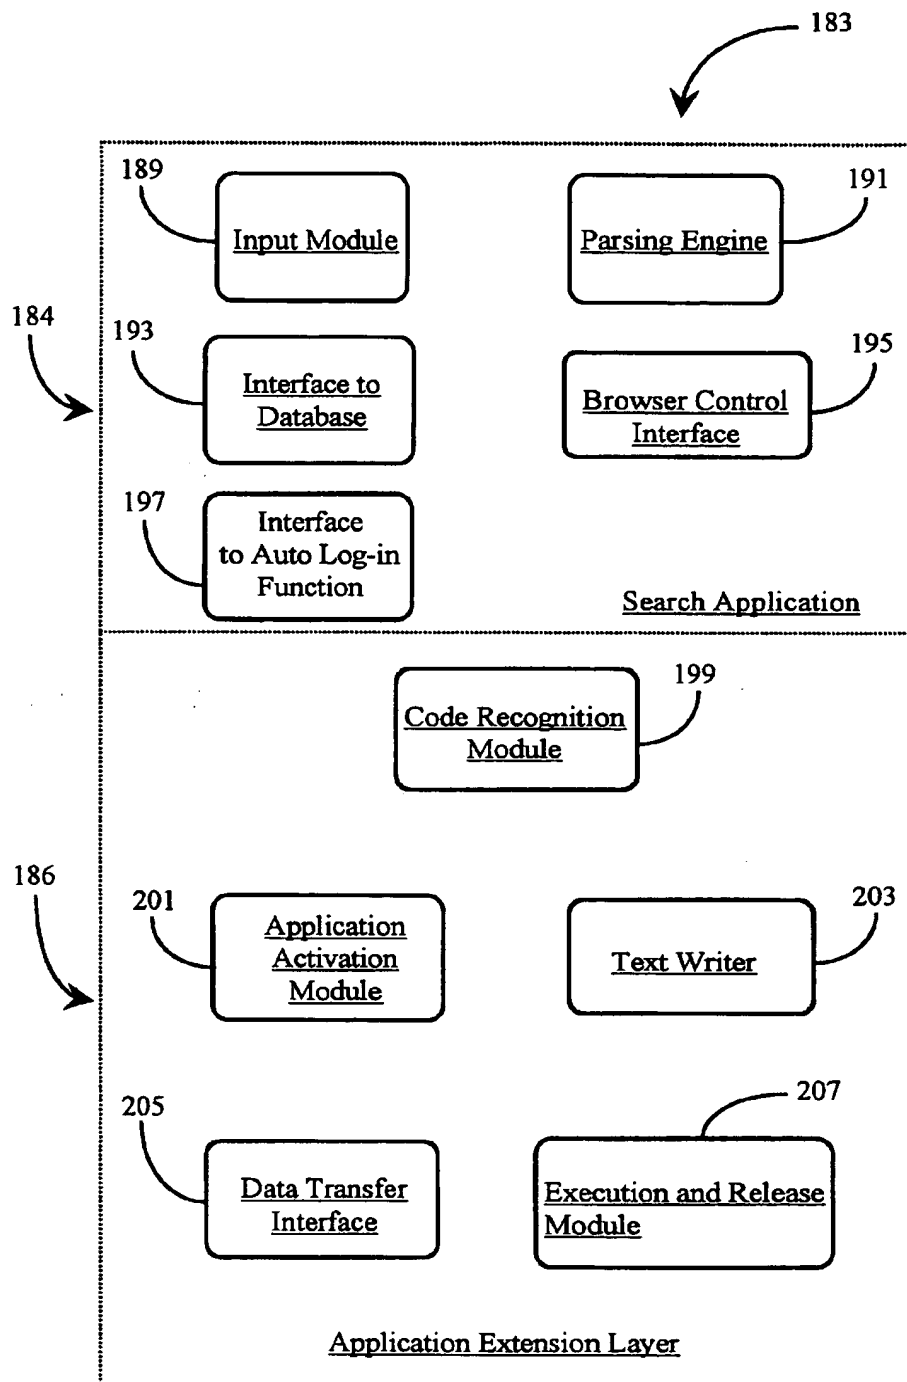 183
189
Input Module
191
Parsing Engine
184
193
Interface to
Database
195
Browser Control
Interface
197
Interface
to Auto Log-in
Function
Search Application
199
Code Recognition
Module
186
201
Application
Activation
Module
203
Text Writer
205
Data Transfer
Interface
207
Execution and Release
Module
Application Extension Layer